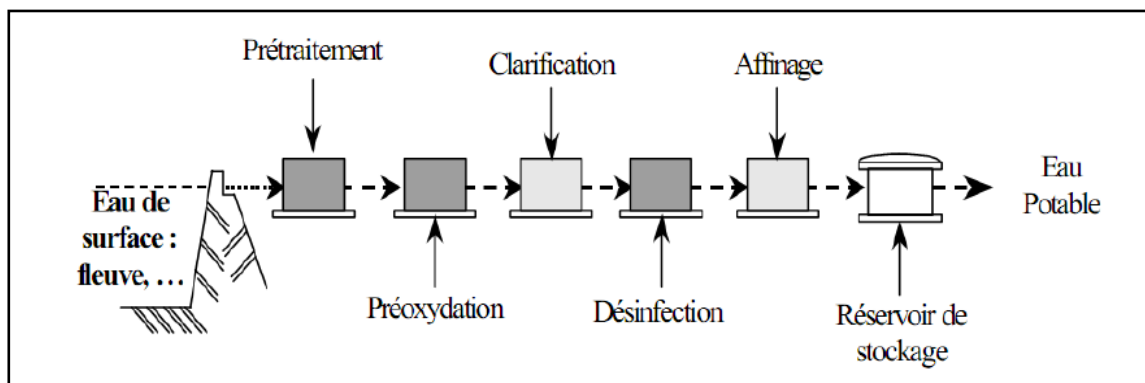 Prétraitement
Clarification
Affinage
Eau de
surface :
fleuve, …
Eau
Potable
Préoxydation
Désinfection
Réservoir de
stockage